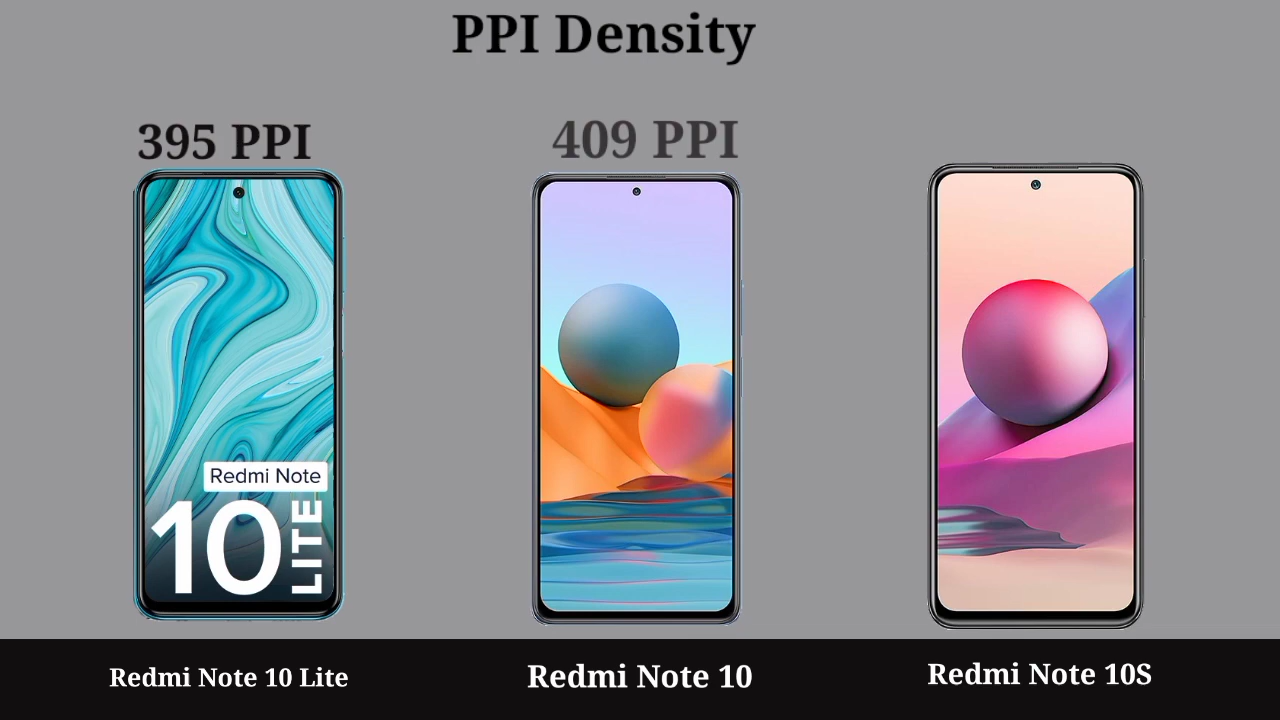 PPI Density
395 PPI
409 PPI
Redmi Note
10
LITE
Redmi Note 10 Lite
Redmi Note 10
Redmi Note 10S